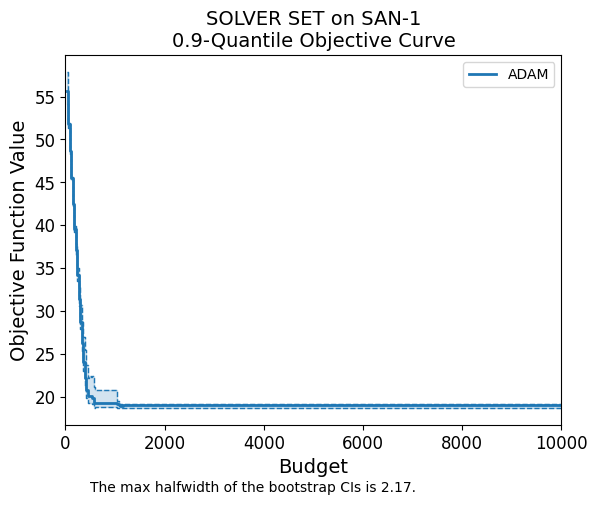 SOLVER SET on SAN-1
0.9-Quantile Objective Curve
ADAM
Objective Function Value
55
50
45
40
35
30
25
20
0 2000 4000 6000 8000 10000
Budget
The max halfwidth of the bootstrap CIs is 2.17.